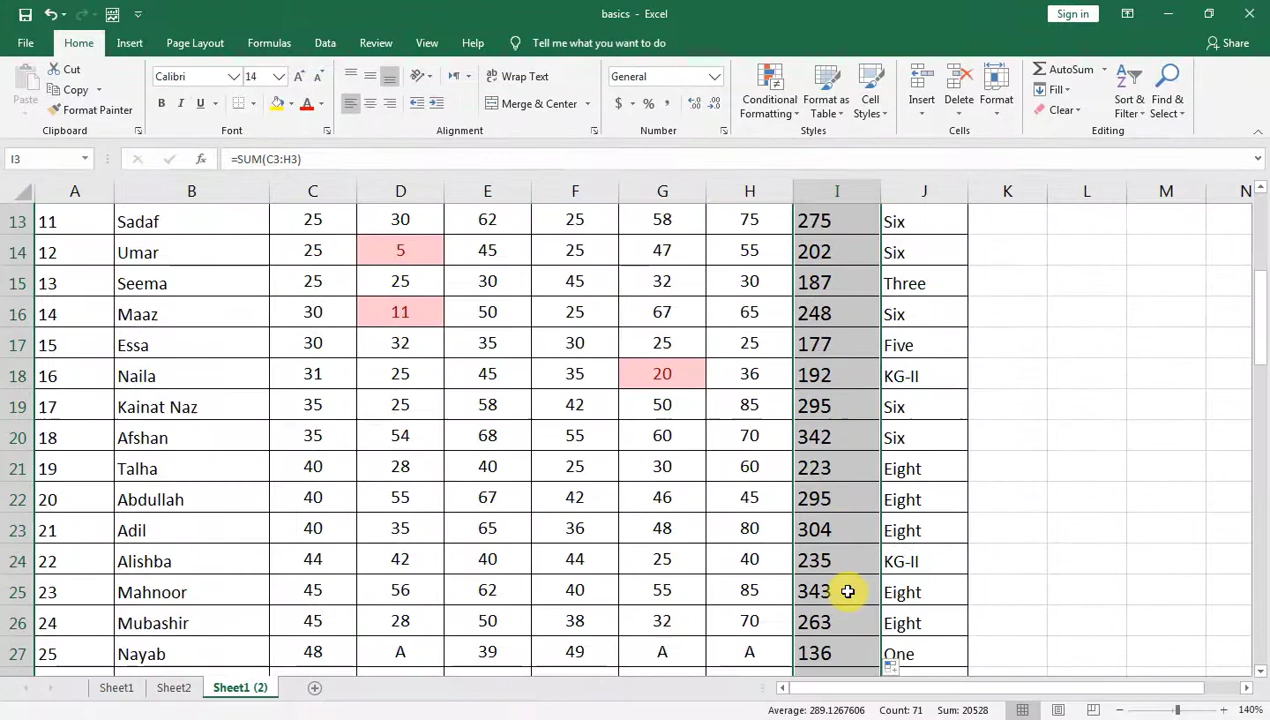 basics - Excel
Sign in
File Home Insert Page Layout Formulas Data Review View Help Tell me what you want to do Share
Paste
Cut
Copy
Format Painter
Clipboard
Calibri 14
A A
B I U A
Font
ab Wrap Text
Merge & Center
Alignment
General
$ % ,
Number
Conditional Formatting
Format as Table
Cell Styles
Styles
Insert Delete Format
Cells
AutoSum
Fill
Clear
Sort & Filter
Find & Select
Editing
I3 fx =SUM(C3:H3)
A B C D E F G H I J K L M N
13 11 Sadaf 25 30 62 25 58 75 275 Six
14 12 Umar 25 5 45 25 47 55 202 Six
15 13 Seema 25 25 30 45 32 30 187 Three
16 14 Maaz 30 11 50 25 67 65 248 Six
17 15 Essa 30 32 35 30 25 25 177 Five
18 16 Naila 31 25 45 35 20 36 192 KG-II
19 17 Kainat Naz 35 25 58 42 50 85 295 Six
20 18 Afshan 35 54 68 55 60 70 342 Six
21 19 Talha 40 28 40 25 30 60 223 Eight
22 20 Abdullah 40 55 67 42 46 45 295 Eight
23 21 Adil 40 35 65 36 48 80 304 Eight
24 22 Alishba 44 42 40 44 25 40 235 KG-II
25 23 Mahnoor 45 56 62 40 55 85 343 Eight
26 24 Mubashir 45 28 50 38 32 70 263 Eight
27 25 Nayab 48 A 39 49 A A 136 One
Sheet1 Sheet2 Sheet1 (2)
Average: 289.1267606 Count: 71 Sum: 20528 140%